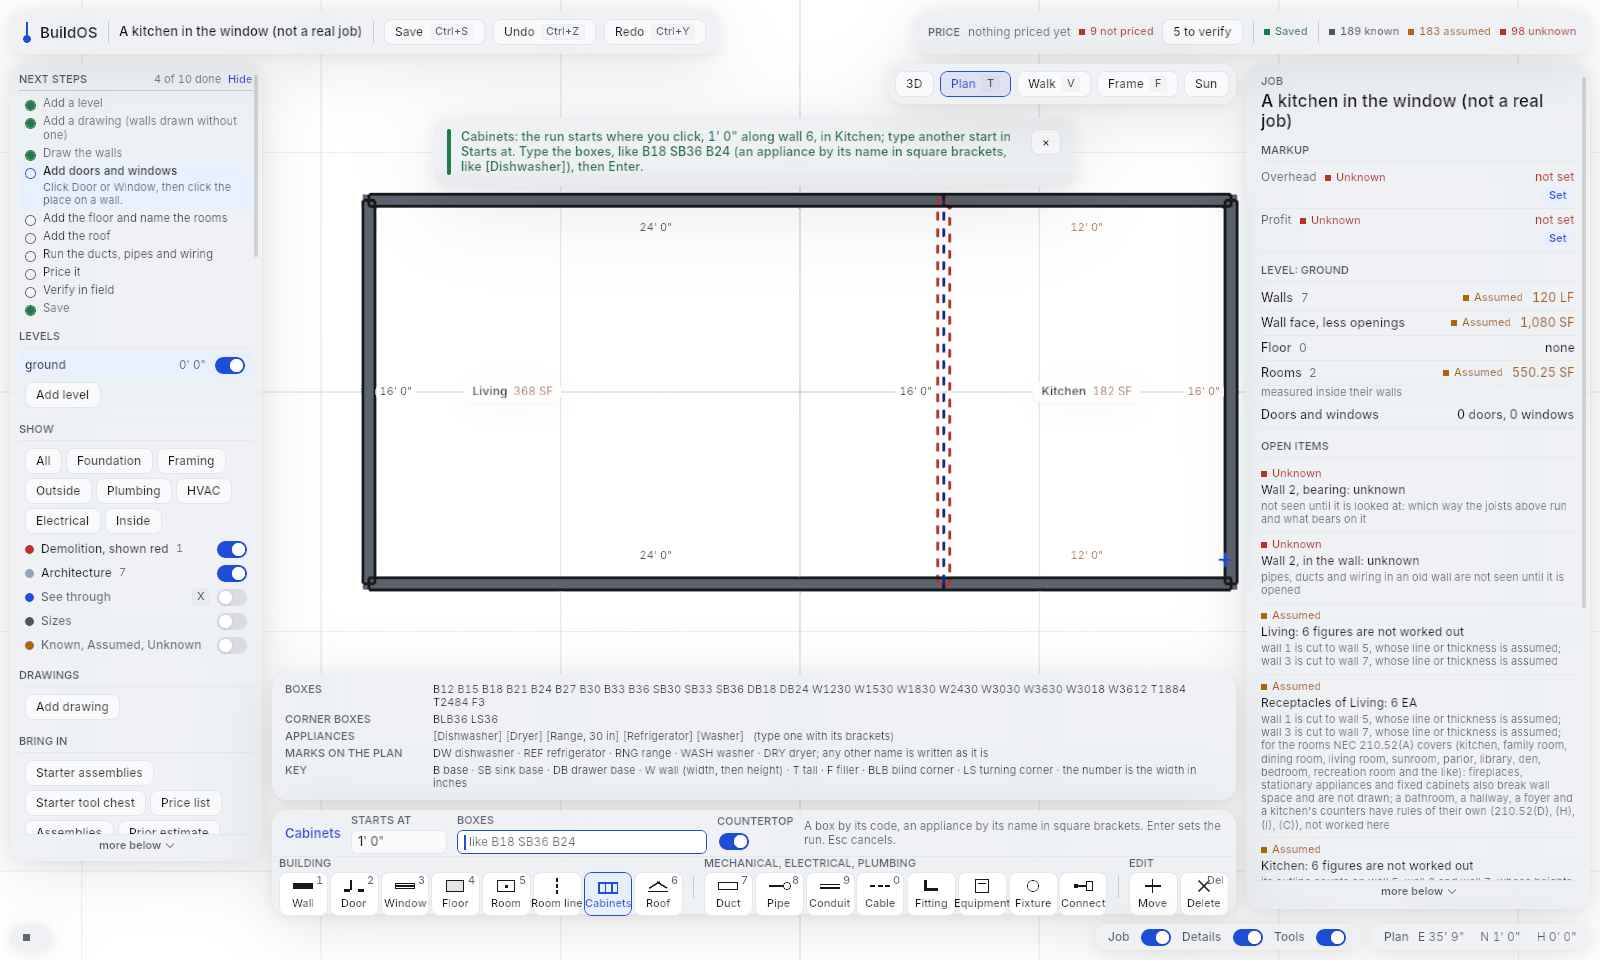 BuildOS
A kitchen in the window (not a real job)
Save Ctrl+S
Undo Ctrl+Z
Redo Ctrl+Y
PRICE nothing priced yet 9 not priced
5 to verify
Saved
189 known 183 assumed 98 unknown
NEXT STEPS 4 of 10 done Hide
Add a level
Add a drawing (walls drawn without
one)
Draw the walls
Add doors and windows
Click Door or Window, then click the
place on a wall.
Add the floor and name the rooms
Add the roof
Run the ducts, pipes and wiring
Price it
Verify in field
Save
LEVELS
ground 0' 0"
Add level
SHOW
All Foundation Framing
Outside Plumbing HVAC
Electrical Inside
Demolition, shown red 1
Architecture 7
See through X
Sizes
Known, Assumed, Unknown
DRAWINGS
Add drawing
BRING IN
Starter assemblies
Starter tool chest Price list
Assemblies Prior estimate
more below
3D Plan T Walk V Frame F Sun
Cabinets: the run starts where you click, 1' 0" along wall 6, in Kitchen; type another start in
Starts at. Type the boxes, like B18 SB36 B24 (an appliance by its name in square brackets,
like [Dishwasher]), then Enter.
×
24' 0" 12' 0"
16' 0" Living 368 SF 16' 0" Kitchen 182 SF 16' 0"
24' 0" 12' 0"
BOXES B12 B15 B18 B21 B24 B27 B30 B33 B36 SB30 SB33 SB36 DB18 DB24 W1230 W1530 W1830 W2430 W3030 W3630 W3018 W3612 T1884
T2484 F3
CORNER BOXES BLB36 LS36
APPLIANCES [Dishwasher] [Dryer] [Range, 30 in] [Refrigerator] [Washer] (type one with its brackets)
MARKS ON THE PLAN DW dishwasher · REF refrigerator · RNG range · WASH washer · DRY dryer; any other name is written as it is
KEY B base · SB sink base · DB drawer base · W wall (width, then height) · T tall · F filler · BLB blind corner · LS turning corner · the number is the width in
inches
Cabinets
STARTS AT
1' 0"
BOXES
like B18 SB36 B24
COUNTERTOP
A box by its code, an appliance by its name in square brackets. Enter sets the
run. Esc cancels.
BUILDING
Wall 1 Door 2 Window 3 Floor 4 Room 5 Room line Cabinets Roof 6
MECHANICAL, ELECTRICAL, PLUMBING
Duct 7 Pipe 8 Conduit 9 Cable 0 Fitting Equipment Fixture Connect
EDIT
Move Delete Del
JOB
A kitchen in the window (not a real
job)
MARKUP
Overhead Unknown not set
Set
Profit Unknown not set
Set
LEVEL: GROUND
Walls 7 Assumed 120 LF
Wall face, less openings Assumed 1,080 SF
Floor 0 none
Rooms 2 Assumed 550.25 SF
measured inside their walls
Doors and windows 0 doors, 0 windows
OPEN ITEMS
Unknown
Wall 2, bearing: unknown
not seen until it is looked at: which way the joists above run
and what bears on it
Unknown
Wall 2, in the wall: unknown
pipes, ducts and wiring in an old wall are not seen until it is
opened
Assumed
Living: 6 figures are not worked out
wall 1 is cut to wall 5, whose line or thickness is assumed;
wall 3 is cut to wall 7, whose line or thickness is assumed
Assumed
Receptacles of Living: 6 EA
wall 1 is cut to wall 5, whose line or thickness is assumed;
wall 3 is cut to wall 7, whose line or thickness is assumed;
for the rooms NEC 210.52(A) covers (kitchen, family room,
dining room, living room, sunroom, parlor, library, den,
bedroom, recreation room and the like): fireplaces,
stationary appliances and fixed cabinets also break wall
space and are not drawn; a bathroom, a hallway, a foyer and
a kitchen's counters have rules of their own (210.52(D), (H),
(I), (C)), not worked here
Assumed
Kitchen: 6 figures are not worked out
more below
Job Details Tools
Plan E 35' 9" N 1' 0" H 0' 0"